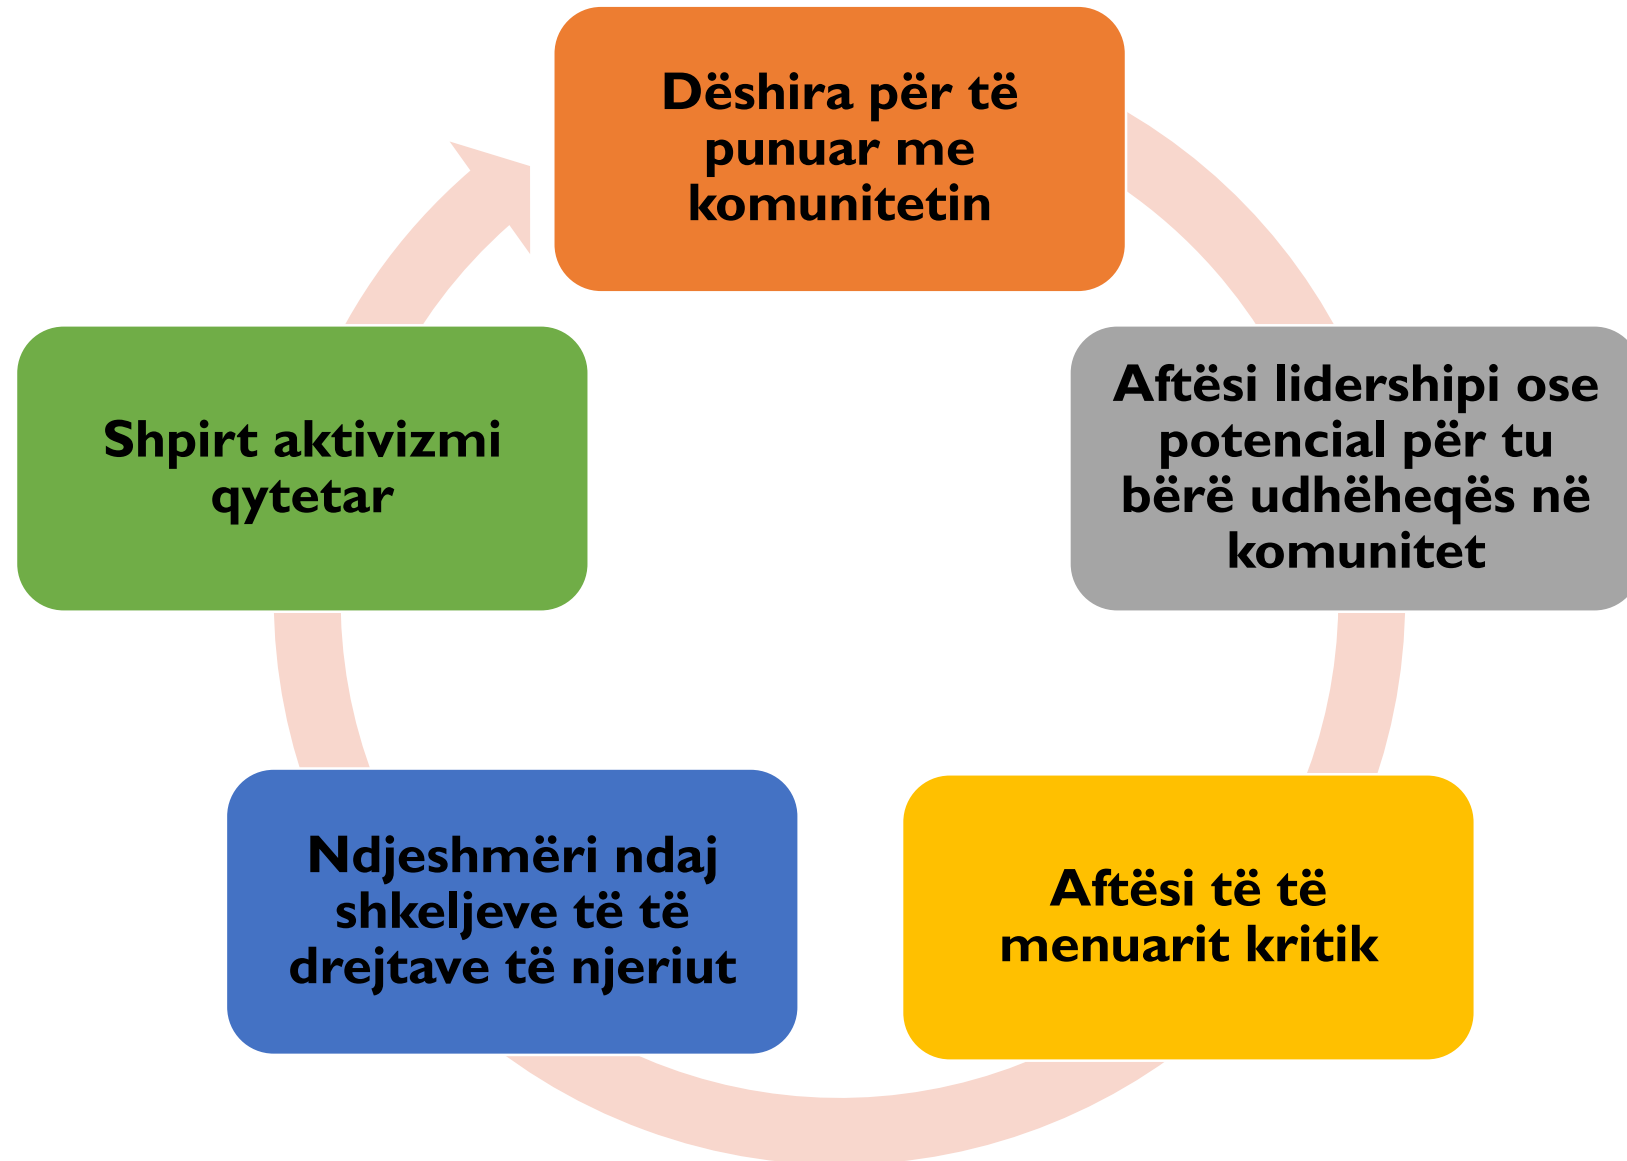 Dëshira për të
punuar me
komunitetin
Aftësi lidershipi ose
potencial për tu
bërë udhëheqës në
komunitet
Aftësi të të
menuarit kritik
Ndjeshmëri ndaj
shkeljeve të të
drejtave të njeriut
Shpirt aktivizmi
qytetar